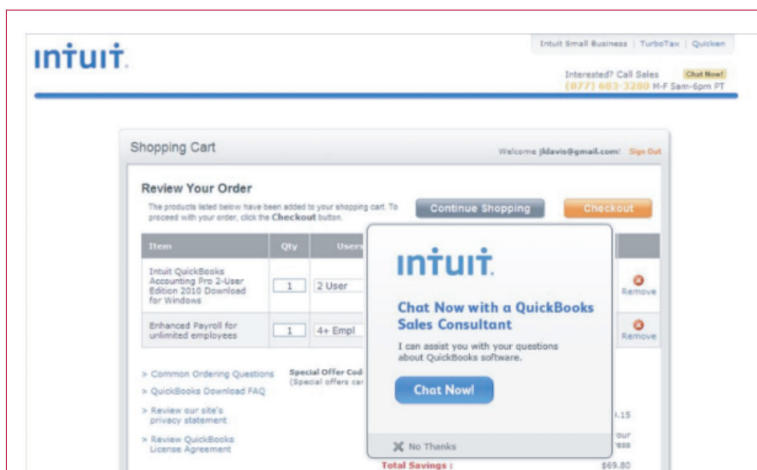 Intuit Small Business | TurboTax | Quicken
ıntuıt.
Interested? Call Sales Chat Now!
(877) 683-3280 M-F 5am-6pm PT
Shopping Cart
Welcome jldavis@gmail.com! Sign Out
Review Your Order
The products listed below have been added to your shopping cart. To
proceed with your order, click the Checkout button.
Continue Shopping
Checkout
Item Qty Users
Intuit QuickBooks
Accounting Pro 2-User
Edition 2010 Download
for Windows
1 2 User
Remove
Enhanced Payroll for
unlimited employees
1 4+ Empl
Remove
> Common Ordering Questions
> QuickBooks Download FAQ
> Review our site's
privacy statement
> Review QuickBooks
License Agreement
Special Offer Cod
(Special offers car
ıntuıt.
Chat Now with a QuickBooks
Sales Consultant
I can assist you with your questions
about QuickBooks software.
Chat Now!
No Thanks
.15
our
ress
Total Savings : $69.80